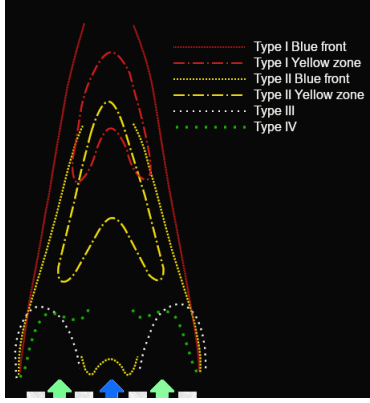 Type I Blue front
Type I Yellow zone
Type II Blue front
Type II Yellow zone
Type III
Type IV